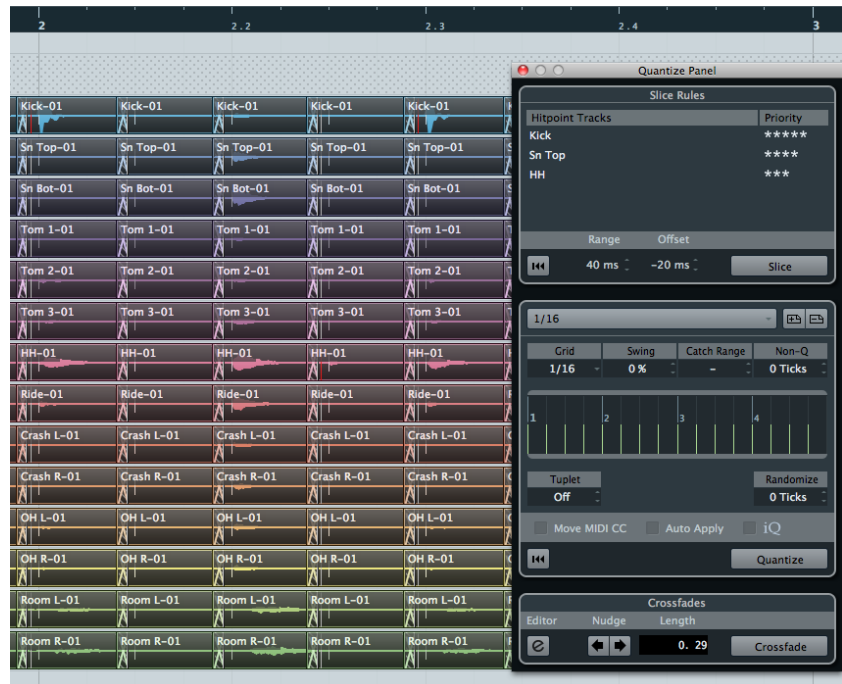 2 2.2 2.3 2.4 3
Quantize Panel
Slice Rules
Hitpoint Tracks Priority
Kick *****
Sn Top ****
HH ***
Range Offset
40 ms -20 ms Slice
1/16
Grid Swing Catch Range Non-Q
1/16 0 % - 0 Ticks
1 2 3 4
Tuplet Randomize
Off 0 Ticks
Move MIDI CC Auto Apply iQ
Quantize
Crossfades
Editor Nudge Length
e 0. 29 Crossfade
Kick-01 Kick-01 Kick-01 Kick-01 Kick-01
Sn Top-01 Sn Top-01 Sn Top-01 Sn Top-01 Sn Top-01
Sn Bot-01 Sn Bot-01 Sn Bot-01 Sn Bot-01 Sn Bot-01
Tom 1-01 Tom 1-01 Tom 1-01 Tom 1-01 Tom 1-01
Tom 2-01 Tom 2-01 Tom 2-01 Tom 2-01 Tom 2-01
Tom 3-01 Tom 3-01 Tom 3-01 Tom 3-01 Tom 3-01
HH-01 HH-01 HH-01 HH-01 HH-01
Ride-01 Ride-01 Ride-01 Ride-01 Ride-01
Crash L-01 Crash L-01 Crash L-01 Crash L-01 Crash L-01
Crash R-01 Crash R-01 Crash R-01 Crash R-01 Crash R-01
OH L-01 OH L-01 OH L-01 OH L-01 OH L-01
OH R-01 OH R-01 OH R-01 OH R-01 OH R-01
Room L-01 Room L-01 Room L-01 Room L-01 Room L-01
Room R-01 Room R-01 Room R-01 Room R-01 Room R-01